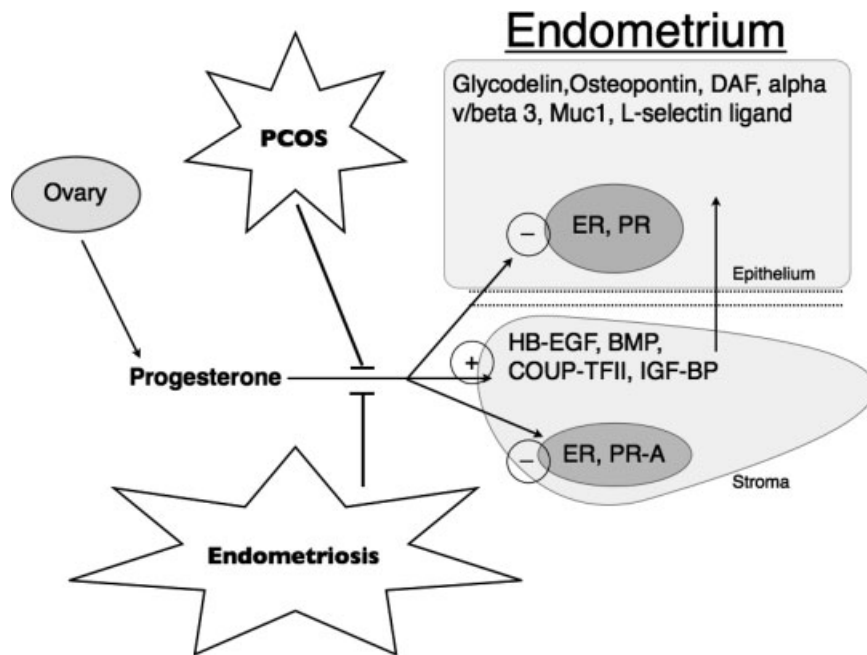 Endometrium
Glycodelin,Osteopontin, DAF, alpha
v/beta 3, Muc1, L-selectin ligand
PCOS
Ovary
− ER, PR
Epithelium
HB-EGF, BMP,
+
COUP-TFII, IGF-BP
Progesterone
− ER, PR-A
Stroma
Endometriosis